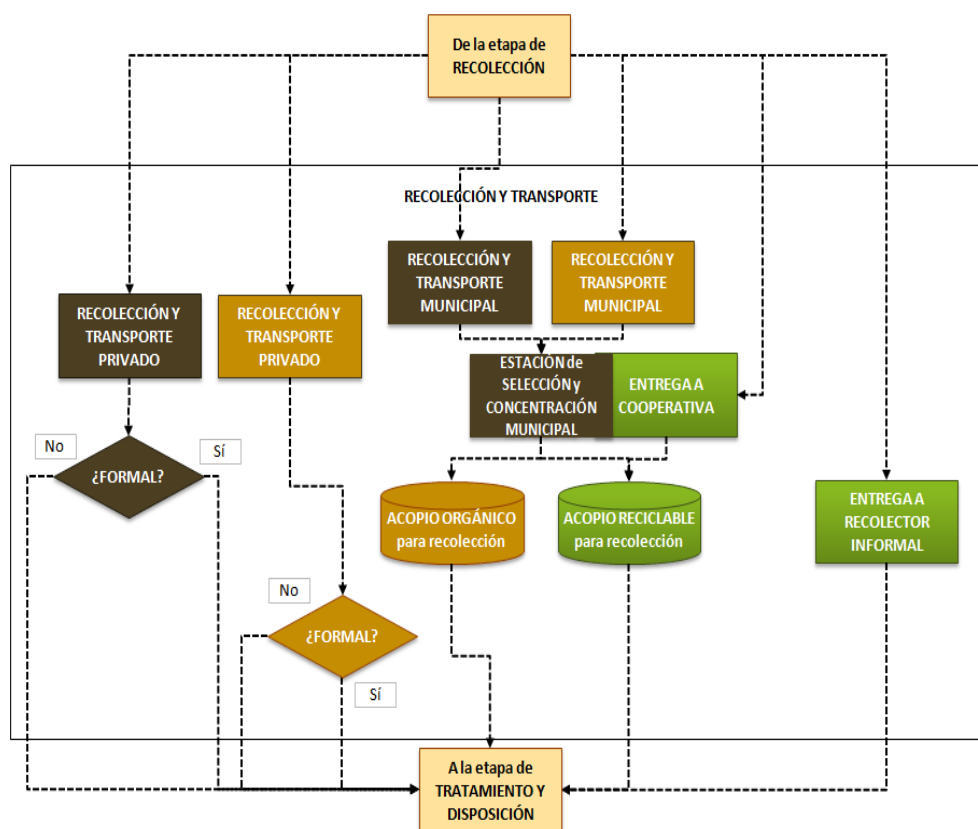 De la etapa de
RECOLECCIÓN
RECOLECCIÓN Y TRANSPORTE
RECOLECCIÓN Y
TRANSPORTE
MUNICIPAL
RECOLECCIÓN Y
TRANSPORTE
MUNICIPAL
RECOLECCIÓN Y
TRANSPORTE
PRIVADO
RECOLECCIÓN Y
TRANSPORTE
PRIVADO
ESTACIÓN de
SELECCIÓN y
CONCENTRACIÓN
MUNICIPAL
ENTREGA A
COOPERATIVA
No
Sí
¿FORMAL?
ACOPIO ORGÁNICO
para recolección
ACOPIO RECICLABLE
para recolección
ENTREGA A
RECOLECTOR
INFORMAL
No
¿FORMAL?
Sí
A la etapa de
TRATAMIENTO Y
DISPOSICIÓN